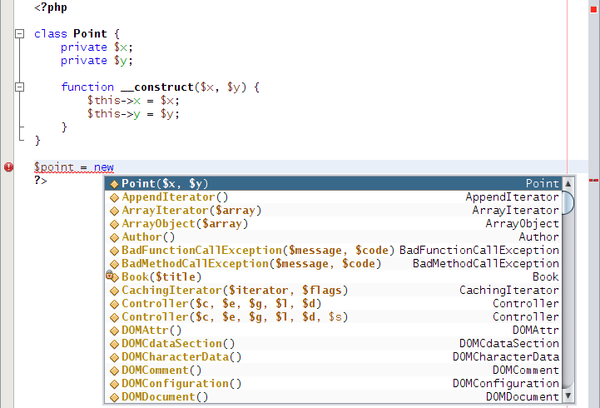 <?php
class Point {
private $x;
private $y;
function __construct($x, $y) {
$this->x = $x;
$this->y = $y;
}
}
$point = new
?>
Point($x, $y) Point
AppendIterator() AppendIterator
ArrayIterator($array) ArrayIterator
ArrayObject($array) ArrayObject
Author() Author
BadFunctionCallException($message, $code) BadFunctionCallException
BadMethodCallException($message, $code) BadMethodCallException
Book($title) Book
CachingIterator($iterator, $flags) CachingIterator
Controller($c, $e, $g, $l, $d) Controller
Controller($c, $e, $g, $l, $d, $s) Controller
DOMAttr() DOMAttr
DOMCdataSection() DOMCdataSection
DOMCharacterData() DOMCharacterData
DOMComment() DOMComment
DOMConfiguration() DOMConfiguration
DOMDocument() DOMDocument